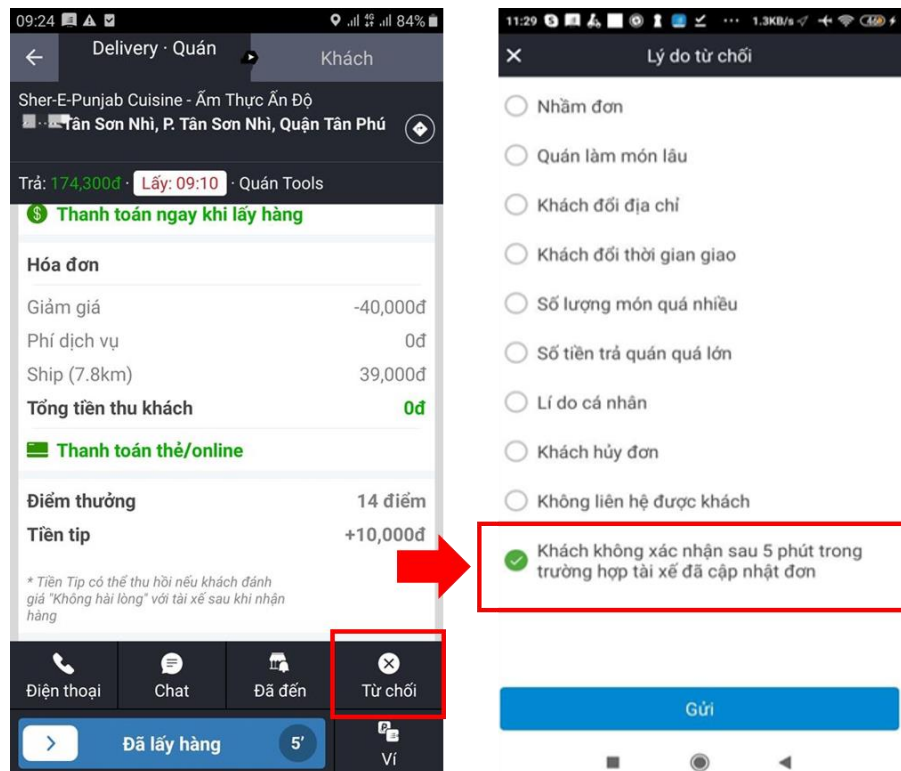 09:24
84%
Delivery · Quán
Khách
Sher-E-Punjab Cuisine - Ẩm Thực Ấn Độ
Tân Sơn Nhì, P. Tân Sơn Nhì, Quận Tân Phú
Trả: 174,300đ · Lấy: 09:10 · Quán Tools
Thanh toán ngay khi lấy hàng
Hóa đơn
Giảm giá -40,000đ
Phí dịch vụ 0đ
Ship (7.8km) 39,000đ
Tổng tiền thu khách 0đ
Thanh toán thẻ/online
Điểm thưởng 14 điểm
Tiền tip +10,000đ
* Tiền Tip có thể thu hồi nếu khách đánh
giá "Không hài lòng" với tài xế sau khi nhận
hàng
Điện thoại Chat Đã đến Từ chối
Đã lấy hàng 5’ Ví
11:29 ... 1.3KB/s
Lý do từ chối
Nhầm đơn
Quán làm món lâu
Khách đổi địa chỉ
Khách đổi thời gian giao
Số lượng món quá nhiều
Số tiền trả quán quá lớn
Lí do cá nhân
Khách hủy đơn
Không liên hệ được khách
Khách không xác nhận sau 5 phút trong
trường hợp tài xế đã cập nhật đơn
Gửi